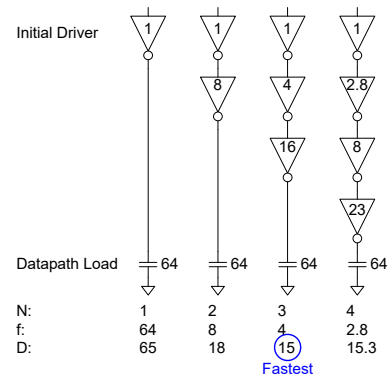 Initial Driver 1 1 1 1
8 4 2.8
16 8
23
Datapath Load 64 64 64 64
N: 1 2 3 4
f: 64 8 4 2.8
D: 65 18 15 15.3
Fastest